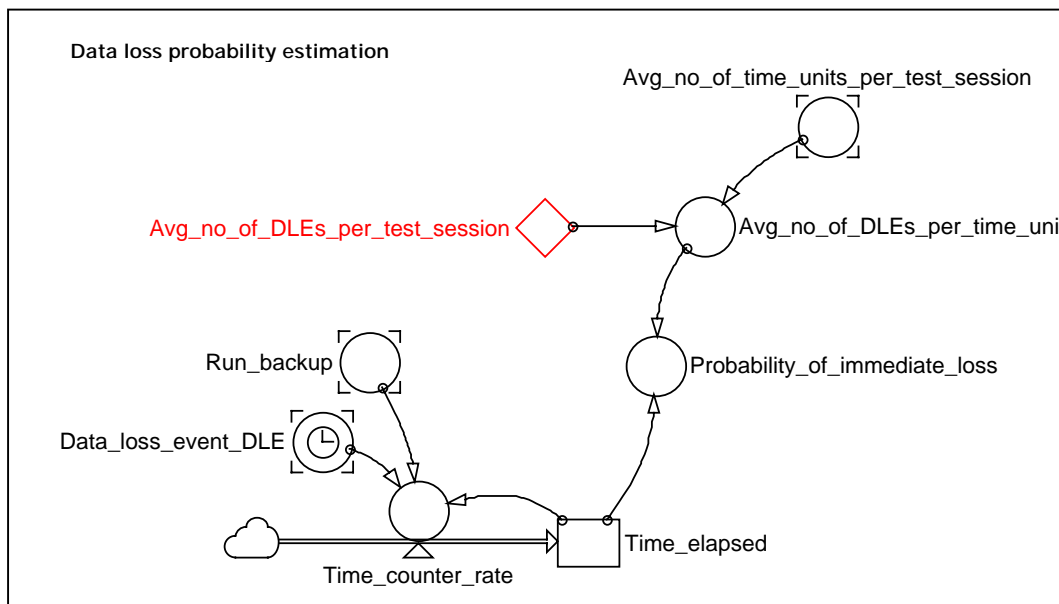 Data loss probability estimation
Avg_no_of_time_units_per_test_session
Avg_no_of_DLEs_per_test_session
Avg_no_of_DLEs_per_time_uni
Run_backup
Probability_of_immediate_loss
Data_loss_event_DLE
Time_elapsed
Time_counter_rate